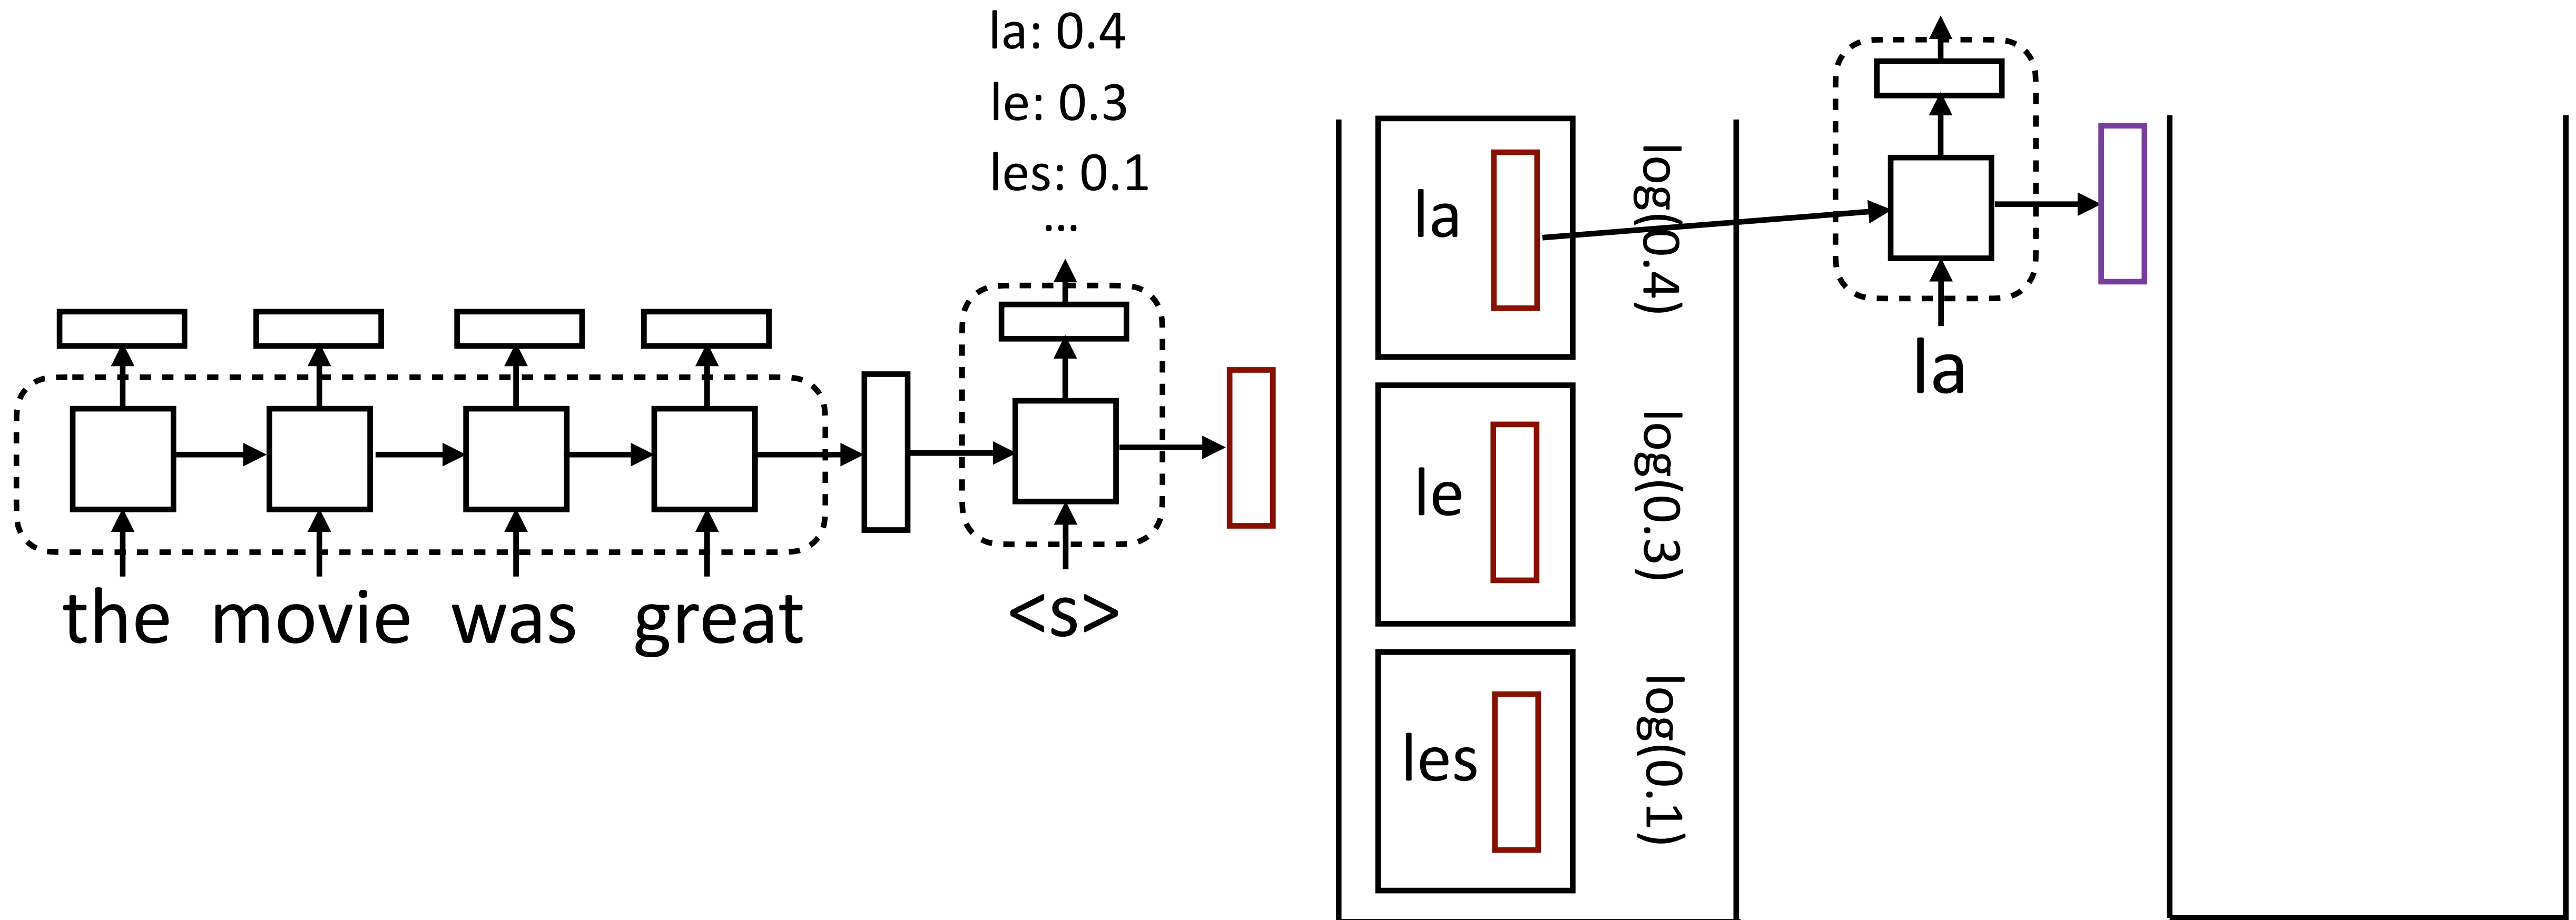 la: 0.4
le: 0.3
les: 0.1
...
the movie was great
<s>
la
log(0.4)
le
log(0.3)
les
log(0.1)
la